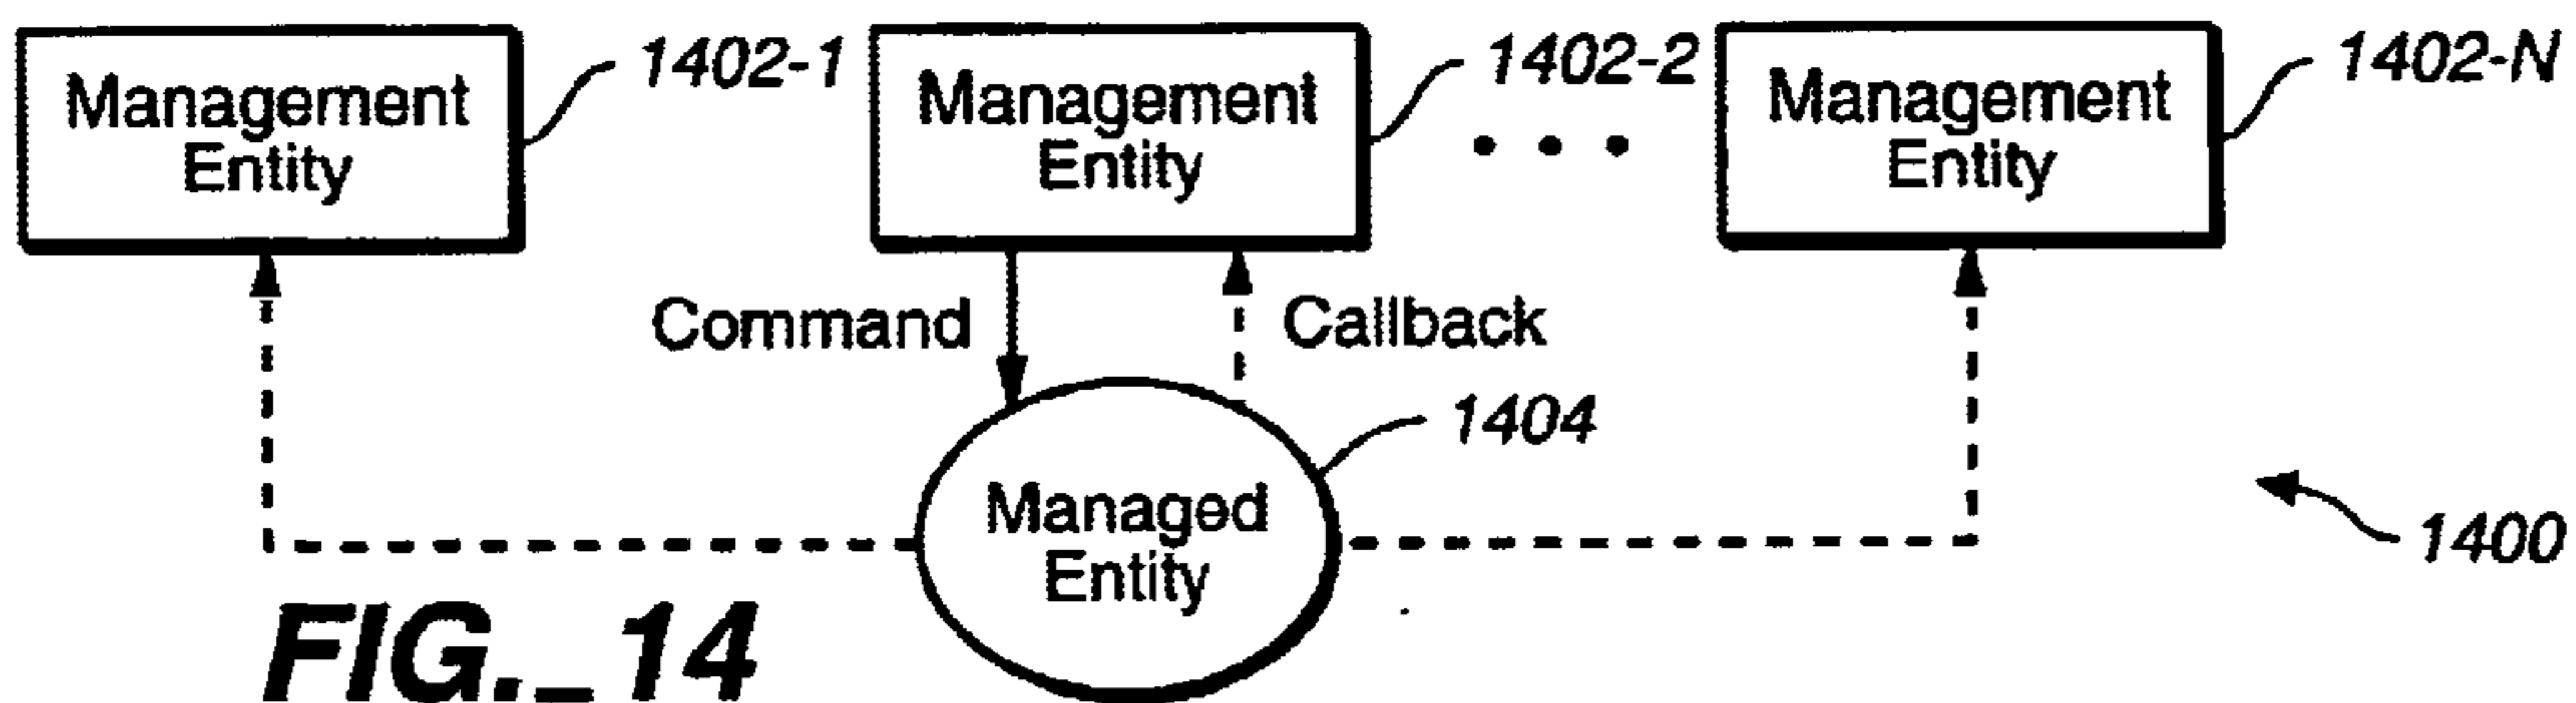 Management
Entity
1402-1
Management
Entity
1402-2
Management
Entity
1402-N
Command
Callback
1404
Managed
Entity
1400
FIG._14